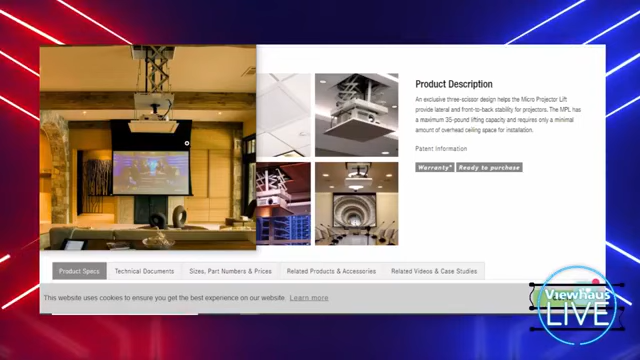 Product Description
An exclusive three-scissor design helps the Micro Projector Lift
provide lateral and front-to-back stability for projectors. The MPL has
a maximum 35-pound lifting capacity and requires only a minimal
amount of overhead ceiling space for installation.
Patent Information
Warranty* Ready to purchase
Product Specs Technical Documents Sizes, Part Numbers & Prices Related Products & Accessories Related Videos & Case Studies
This website uses cookies to ensure you get the best experience on our website. Learn more
Viewhaus
LIVE